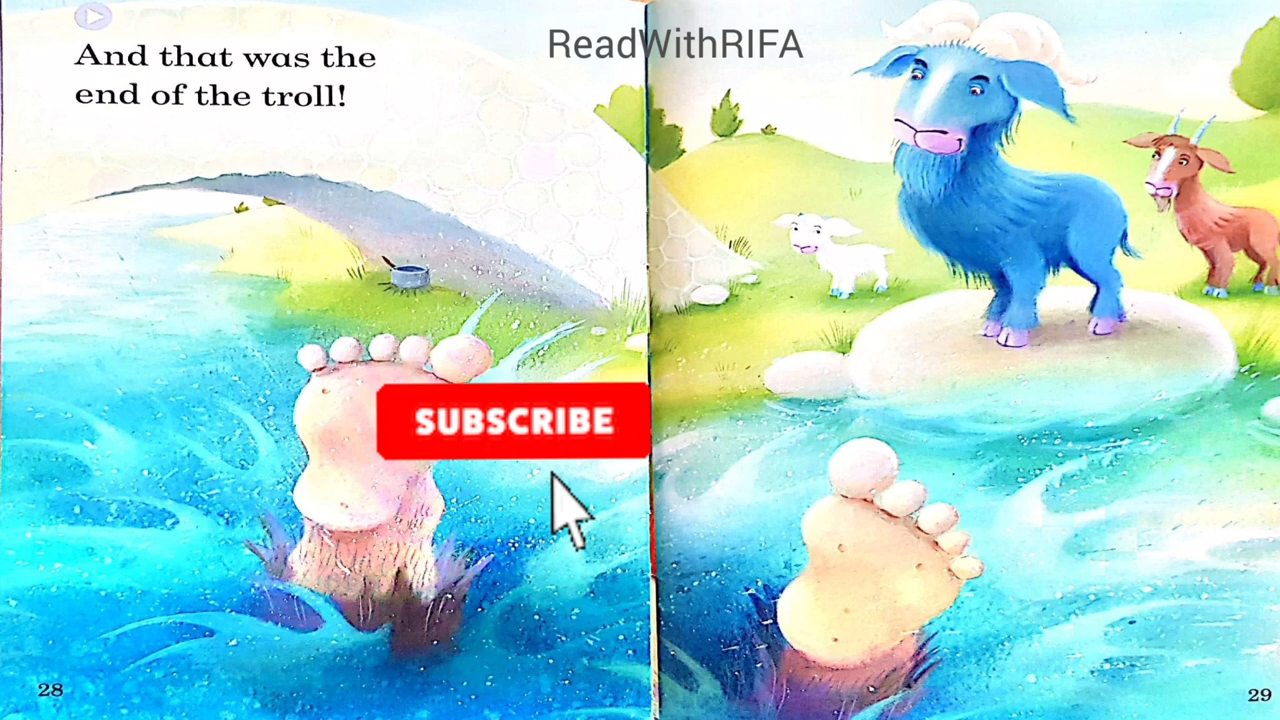 And that was the
end of the troll!
ReadWithRIFA
SUBSCRIBE
28
29